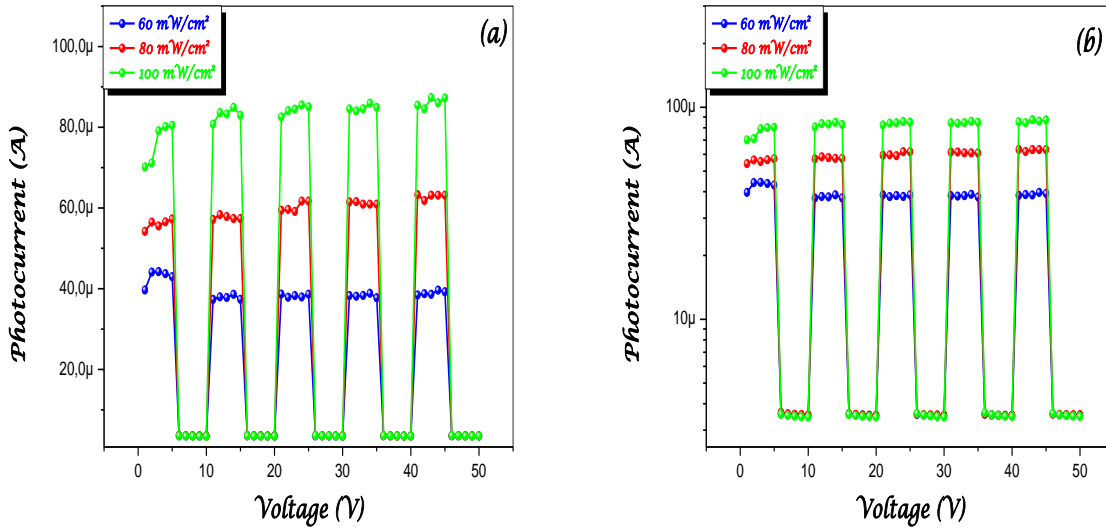 60 mW/cm²
80 mW/cm²
100 mW/cm²
(a)
100,0µ
80,0µ
60,0µ
40,0µ
20,0µ
Photocurrent (A)
0
10
20
30
40
50
Voltage (V)
60 mW/cm²
80 mW/cm²
100 mW/cm²
(b)
100µ
10µ
Photocurrent (A)
0
10
20
30
40
50
Voltage (V)